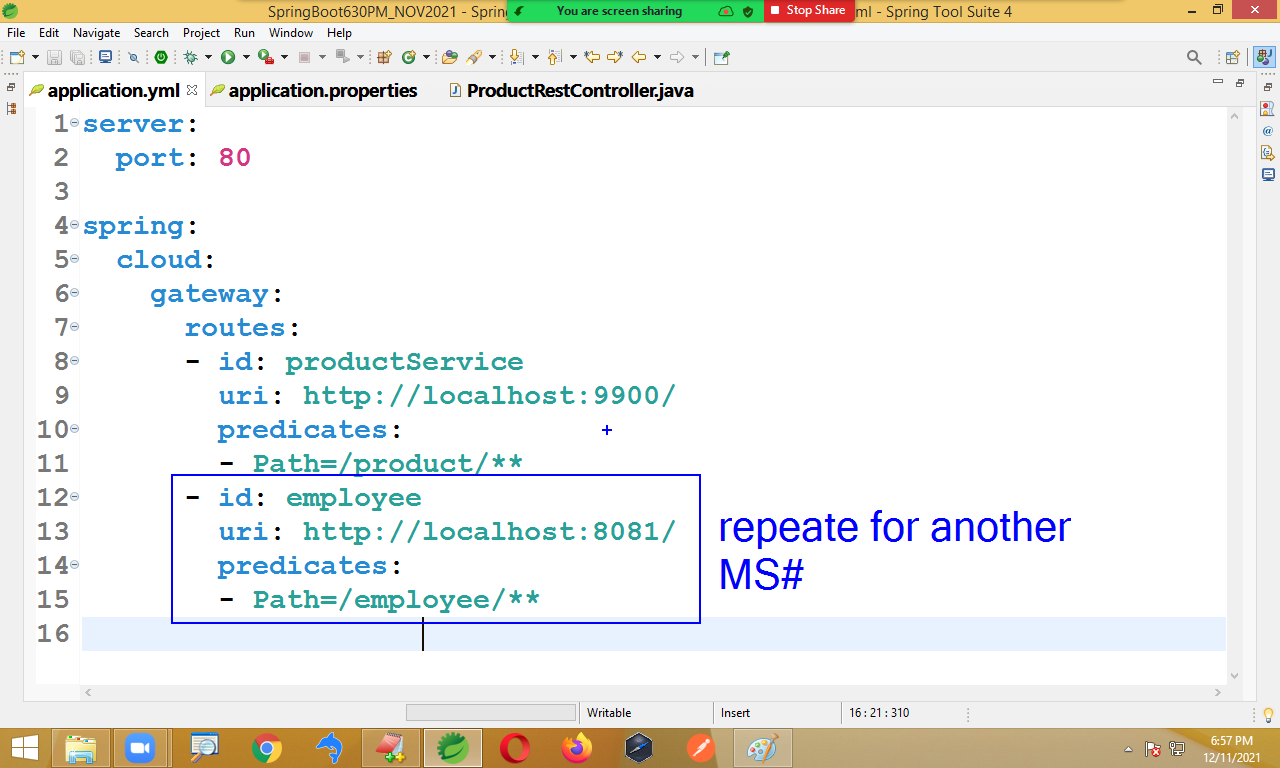 SpringBoot630PM_NOV2021 - Sprin
You are screen sharing
Stop Share
ml - Spring Tool Suite 4
File Edit Navigate Search Project Run Window Help
application.yml
application.properties
ProductRestController.java
1 server:
2 port: 80
3
4 spring:
5 cloud:
6 gateway:
7 routes:
8 - id: productService
9 uri: http://localhost:9900/
10 predicates:
11 - Path=/product/**
12 - id: employee
13 uri: http://localhost:8081/
14 predicates:
15 - Path=/employee/**
16
repeate for another
MS#
Writable
Insert
16 : 21 : 310
6:57 PM
12/11/2021